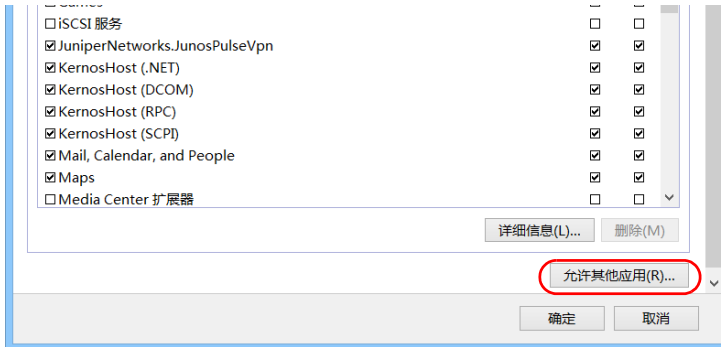 Games
iSCSI 服务
JuniperNetworks.JunosPulseVpn
KernosHost (.NET)
KernosHost (DCOM)
KernosHost (RPC)
KernosHost (SCPI)
Mail, Calendar, and People
Maps
Media Center 扩展器
详细信息(L)... 删除(M)
允许其他应用(R)...
确定 取消